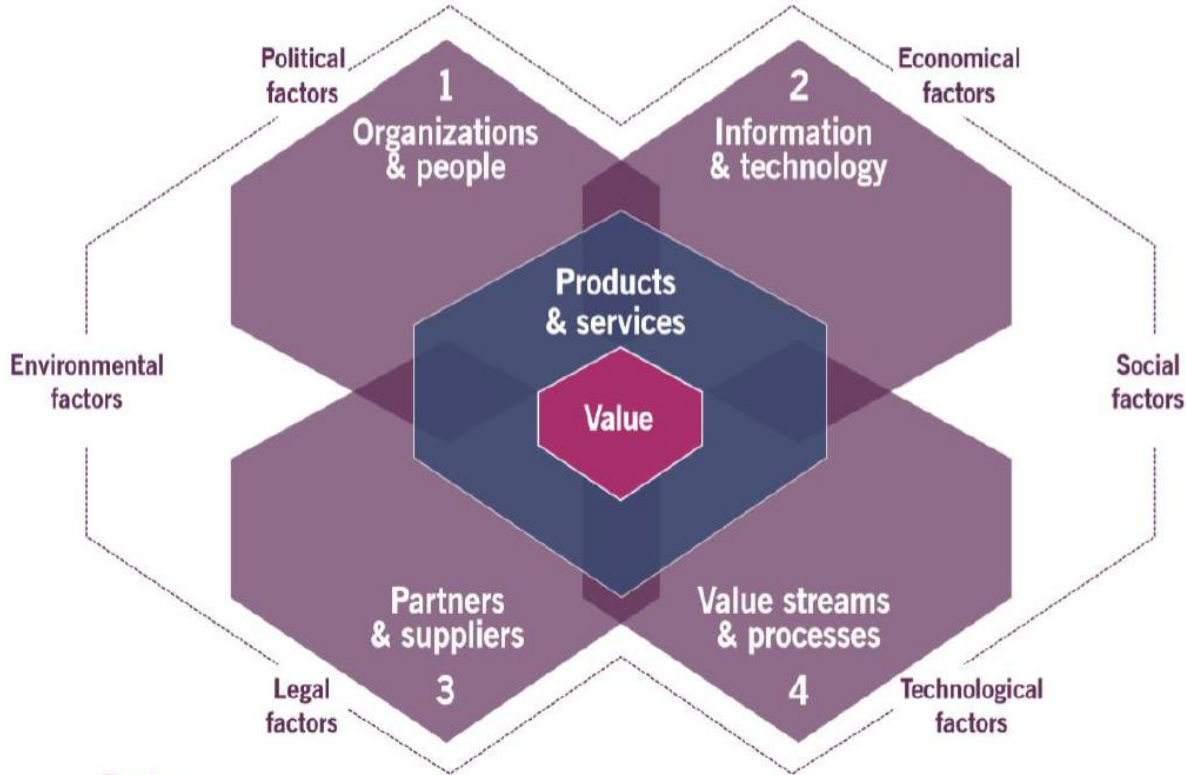 Political
factors
1
Organizations
& people
2
Information
& technology
Economical
factors
Products
& services
Environmental
factors
Value
Social
factors
Partners
& suppliers
3
Value streams
& processes
4
Legal
factors
Technological
factors